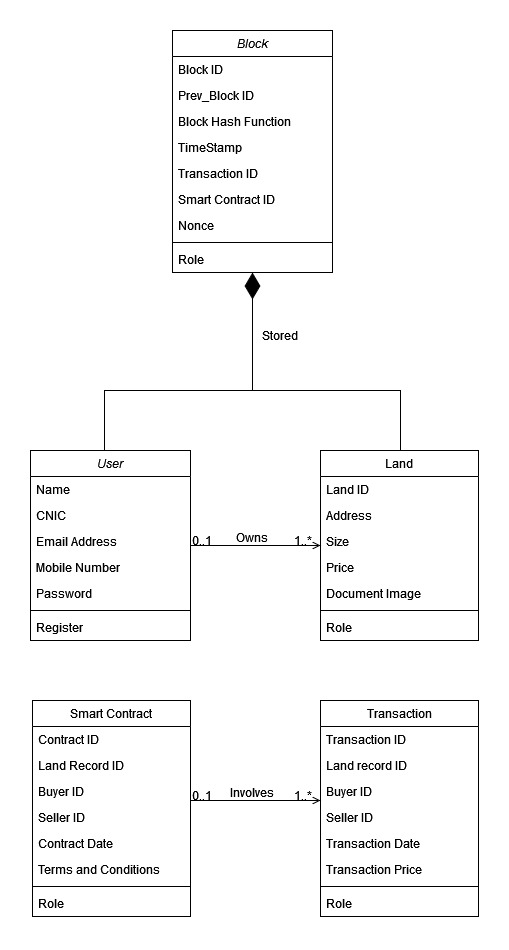 Block
Block ID
Prev_Block ID
Block Hash Function
TimeStamp
Transaction ID
Smart Contract ID
Nonce
Role
Stored
User
Name
CNIC
Email Address
Mobile Number
Password
Register
0..1 Owns 1..*
Land
Land ID
Address
Size
Price
Document Image
Role
Smart Contract
Contract ID
Land Record ID
Buyer ID
Seller ID
Contract Date
Terms and Conditions
Role
0..1 Involves 1..*
Transaction
Transaction ID
Land record ID
Buyer ID
Seller ID
Transaction Date
Transaction Price
Role